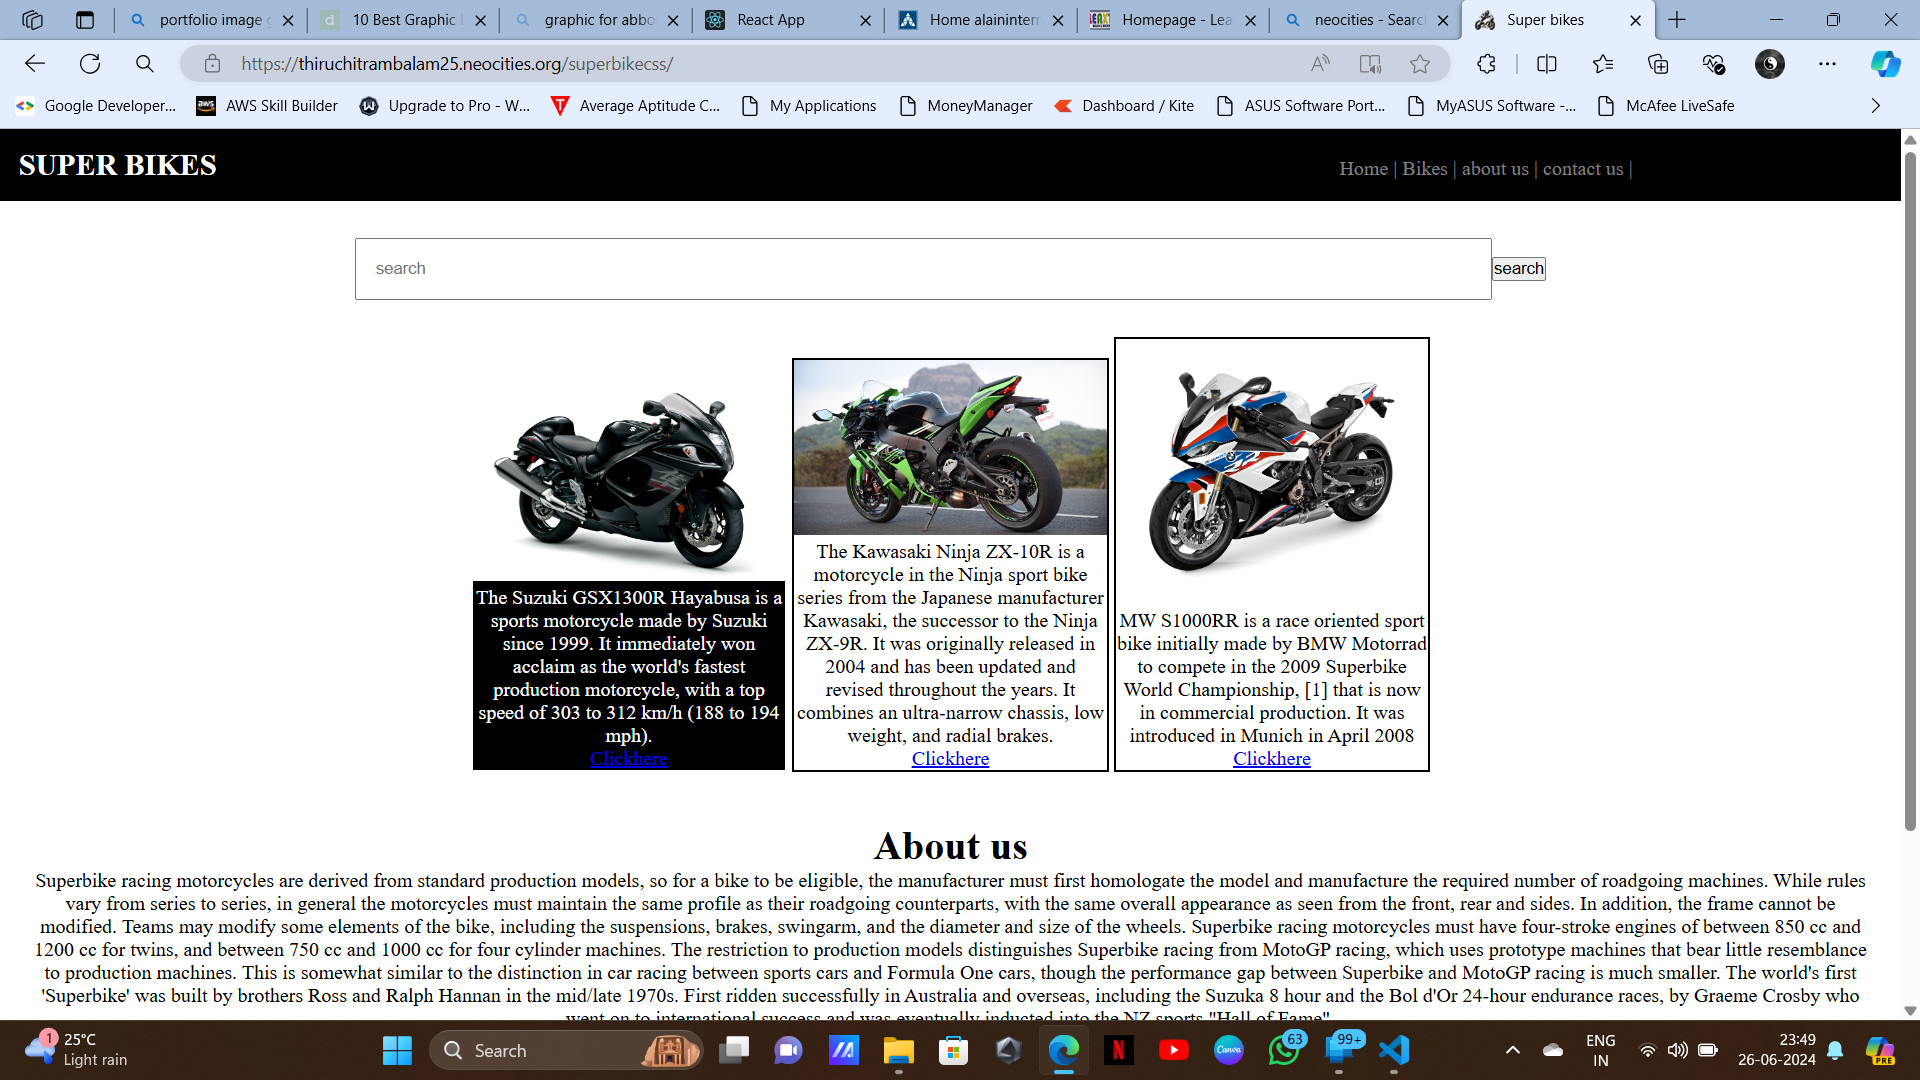 portfolio image g
10 Best Graphic
graphic for abbo
React App
Home alaininterr
Homepage - Lea
neocities - Searc
Super bikes
https://thiruchitrambalam25.neocities.org/superbikecss/
Google Developer...
AWS Skill Builder
Upgrade to Pro - W...
Average Aptitude C...
My Applications
MoneyManager
Dashboard / Kite
ASUS Software Port...
MyASUS Software -...
McAfee LiveSafe
SUPER BIKES
Home | Bikes | about us | contact us |
search
search
The Suzuki GSX1300R Hayabusa is a
sports motorcycle made by Suzuki
since 1999. It immediately won
acclaim as the world's fastest
production motorcycle, with a top
speed of 303 to 312 km/h (188 to 194
mph).
Clickhere
The Kawasaki Ninja ZX-10R is a
motorcycle in the Ninja sport bike
series from the Japanese manufacturer
Kawasaki, the successor to the Ninja
ZX-9R. It was originally released in
2004 and has been updated and
revised throughout the years. It
combines an ultra-narrow chassis, low
weight, and radial brakes.
Clickhere
MW S1000RR is a race oriented sport
bike initially made by BMW Motorrad
to compete in the 2009 Superbike
World Championship, [1] that is now
in commercial production. It was
introduced in Munich in April 2008
Clickhere
About us
Superbike racing motorcycles are derived from standard production models, so for a bike to be eligible, the manufacturer must first homologate the model and manufacture the required number of roadgoing machines. While rules
vary from series to series, in general the motorcycles must maintain the same profile as their roadgoing counterparts, with the same overall appearance as seen from the front, rear and sides. In addition, the frame cannot be
modified. Teams may modify some elements of the bike, including the suspensions, brakes, swingarm, and the diameter and size of the wheels. Superbike racing motorcycles must have four-stroke engines of between 850 cc and
1200 cc for twins, and between 750 cc and 1000 cc for four cylinder machines. The restriction to production models distinguishes Superbike racing from MotoGP racing, which uses prototype machines that bear little resemblance
to production machines. This is somewhat similar to the distinction in car racing between sports cars and Formula One cars, though the performance gap between Superbike and MotoGP racing is much smaller. The world's first
'Superbike' was built by brothers Ross and Ralph Hannan in the mid/late 1970s. First ridden successfully in Australia and overseas, including the Suzuka 8 hour and the Bol d'Or 24-hour endurance races, by Graeme Crosby who
went on to international success and was eventually inducted into the NZ sports "Hall of Fame".
1
25°C
Light rain
Search
Canva
63
99+
ENG
IN
23:49
26-06-2024
PRE